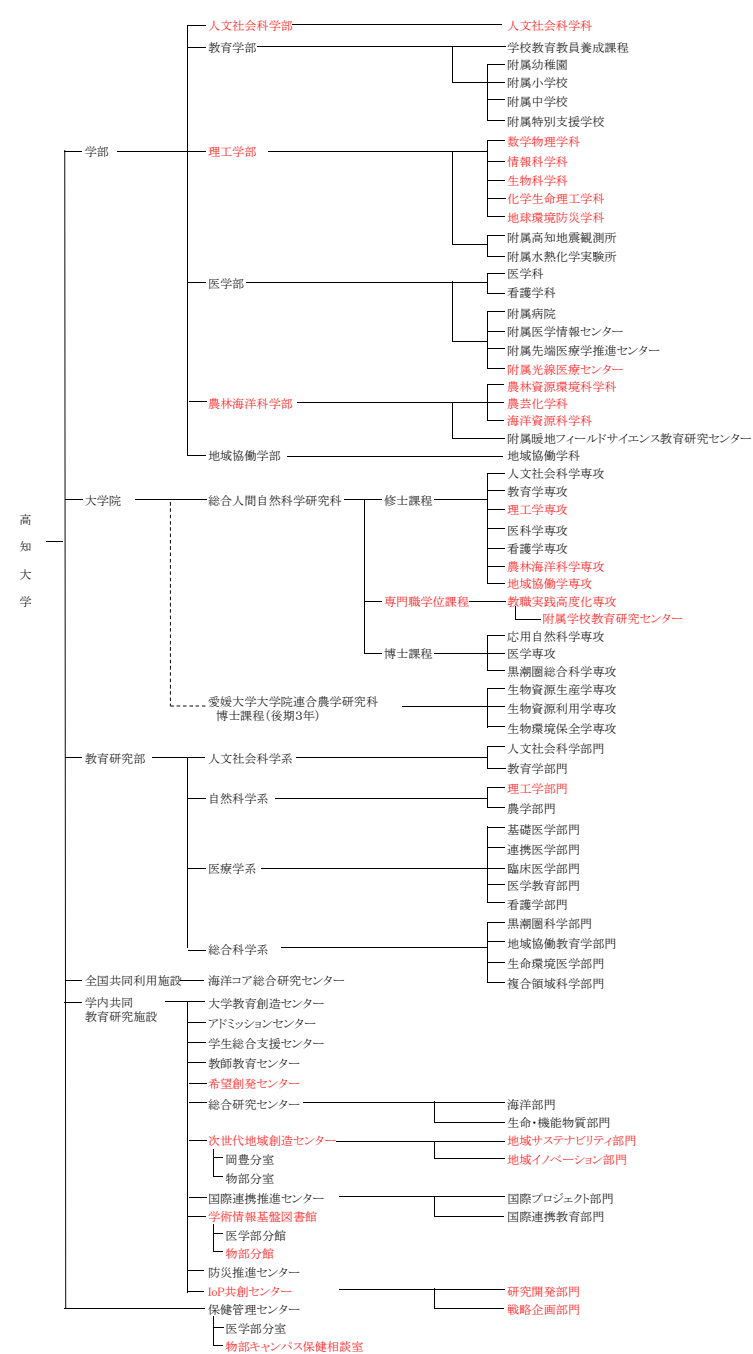 高知大学
学部
人文社会科学部
人文社会科学科
教育学部
学校教育教員養成課程
附属幼稚園
附属小学校
附属中学校
附属特別支援学校
理工学部
数学物理学科
情報科学科
生物科学科
化学生命理工学科
地球環境防災学科
附属高知地震観測所
附属水熱化学実験所
医学部
医学科
看護学科
附属病院
附属医学情報センター
附属先端医療学推進センター
附属光線医療センター
農林海洋科学部
農林資源環境科学科
農芸化学科
海洋資源科学科
附属暖地フィールドサイエンス教育研究センター
地域協働学部
地域協働学科
大学院
総合人間自然科学研究科
修士課程
人文社会科学専攻
教育学専攻
理工学専攻
医科学専攻
看護学専攻
農林海洋科学専攻
地域協働学専攻
専門職学位課程
教職実践高度化専攻
附属学校教育研究センター
博士課程
応用自然科学専攻
医学専攻
黒潮圏総合科学専攻
愛媛大学大学院連合農学研究科
博士課程（後期3年）
生物資源生産学専攻
生物資源利用学専攻
生物環境保全学専攻
教育研究部
人文社会科学系
人文社会科学部門
教育学部門
自然科学系
理工学部門
農学部門
医療学系
基礎医学部門
連携医学部門
臨床医学部門
医学教育部門
看護学部門
総合科学系
黒潮圏科学部門
地域協働教育学部門
生命環境医学部門
複合領域科学部門
全国共同利用施設
海洋コア総合研究センター
学内共同
教育研究施設
大学教育創造センター
アドミッションセンター
学生総合支援センター
教師教育センター
希望創発センター
総合研究センター
海洋部門
生命・機能物質部門
次世代地域創造センター
地域サステナビリティ部門
地域イノベーション部門
岡豊分室
物部分室
国際連携推進センター
国際プロジェクト部門
国際連携教育部門
学術情報基盤図書館
医学部分館
物部分館
防災推進センター
IoP共創センター
研究開発部門
戦略企画部門
保健管理センター
医学部分室
物部キャンパス保健相談室